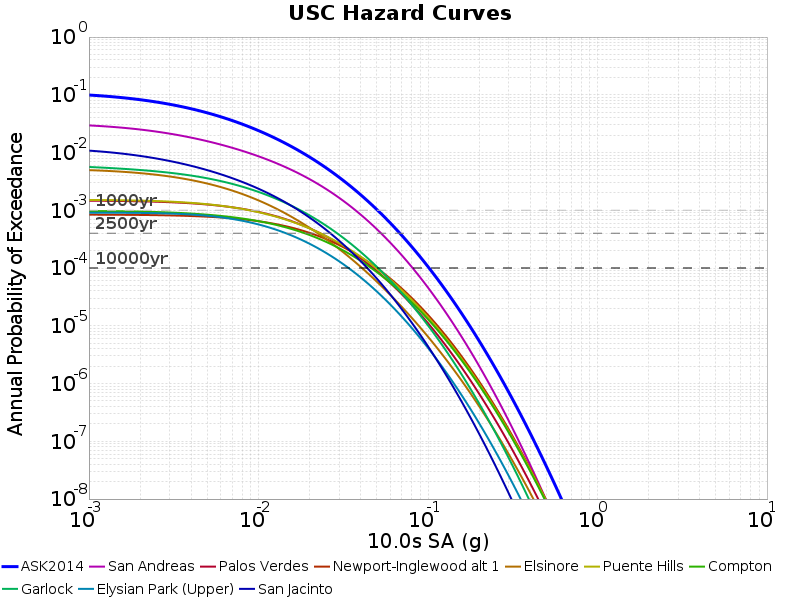 USC Hazard Curves
Annual Probability of Exceedance
10^0
10^-1
10^-2
10^-3
10^-4
10^-5
10^-6
10^-7
10^-8
1000yr
2500yr
10000yr
10^-3 10^-2 10^-1 10^0 10^1
10.0s SA (g)
ASK2014 San Andreas Palos Verdes Newport-Inglewood alt 1 Elsinore Puente Hills Compton
Garlock Elysian Park (Upper) San Jacinto